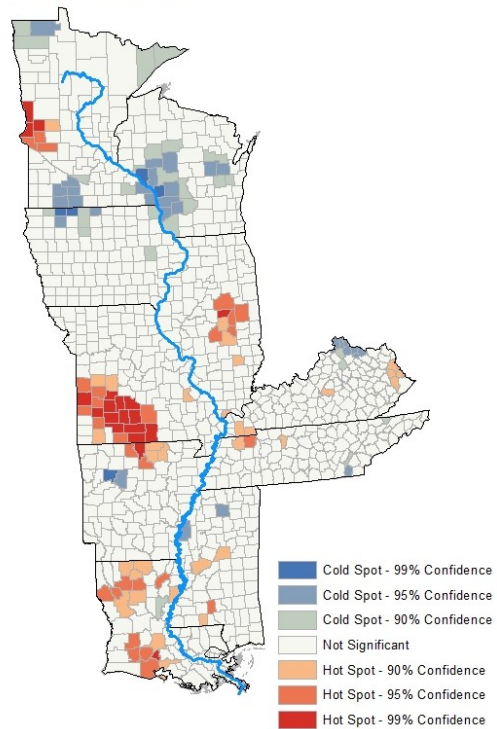 Cold Spot - 99% Confidence
Cold Spot - 95% Confidence
Cold Spot - 90% Confidence
Not Significant
Hot Spot - 90% Confidence
Hot Spot - 95% Confidence
Hot Spot - 99% Confidence